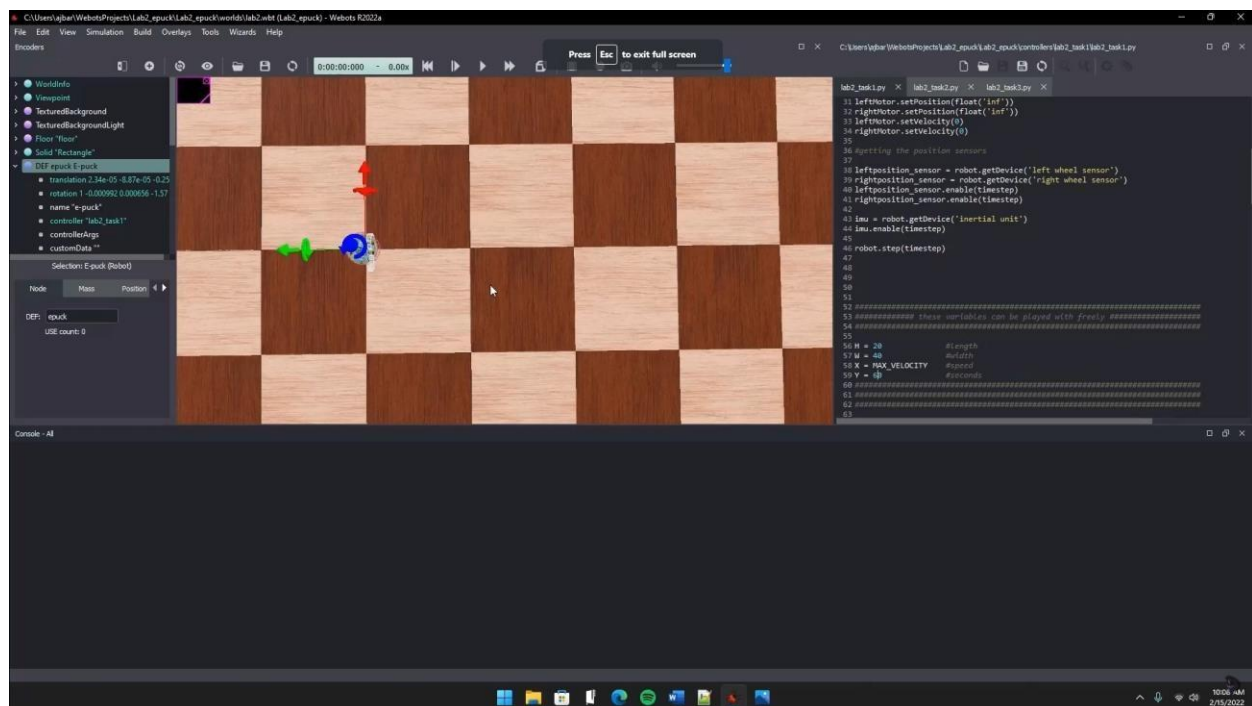 C:\Users\ajbar\WebotsProjects\Lab2_epuck\Lab2_epuck\worlds\lab2.wbt (Lab2_epuck) - Webots R2022a
File Edit View Simulation Build Overlays Tools Wizards Help
Encoders
Press Esc to exit full screen
C:\Users\ajbar\WebotsProjects\Lab2_epuck\Lab2_epuck\controllers\lab2_task1\lab2_task1.py
0:00:00:000 - 0.00x
WorldInfo
Viewpoint
TexturedBackground
TexturedBackgroundLight
Floor "floor"
Solid "Rectangle"
DEF epuck E-puck
translation 2.34e-05 -8.87e-05 -0.25
rotation 1 -0.000992 0.000656 -1.57
name "e-puck"
controller "lab2_task1"
controllerArgs
customData ""
Selection: E-puck (Robot)
Node Mass Position
DEF: epuck
USE count: 0
lab2_task1.py lab2_task2.py lab2_task3.py
31 leftMotor.setPosition(float('inf'))
32 rightMotor.setPosition(float('inf'))
33 leftMotor.setVelocity(0)
34 rightMotor.setVelocity(0)
35
36 #getting the position sensors
37
38 leftposition_sensor = robot.getDevice('left wheel sensor')
39 rightposition_sensor = robot.getDevice('right wheel sensor')
40 leftposition_sensor.enable(timestep)
41 rightposition_sensor.enable(timestep)
42
43 imu = robot.getDevice('inertial unit')
44 imu.enable(timestep)
45
46 robot.step(timestep)
47
48
49
50
51
52 ######################################################################
53 ############# these variables can be played with freely ##################
54 ######################################################################
55
56 H = 20 #Length
57 W = 40 #width
58 X = MAX_VELOCITY #speed
59 Y = 60 #seconds
60 ######################################################################
61 ######################################################################
62 ######################################################################
63
Console - All
10:08 AM
2/15/2022